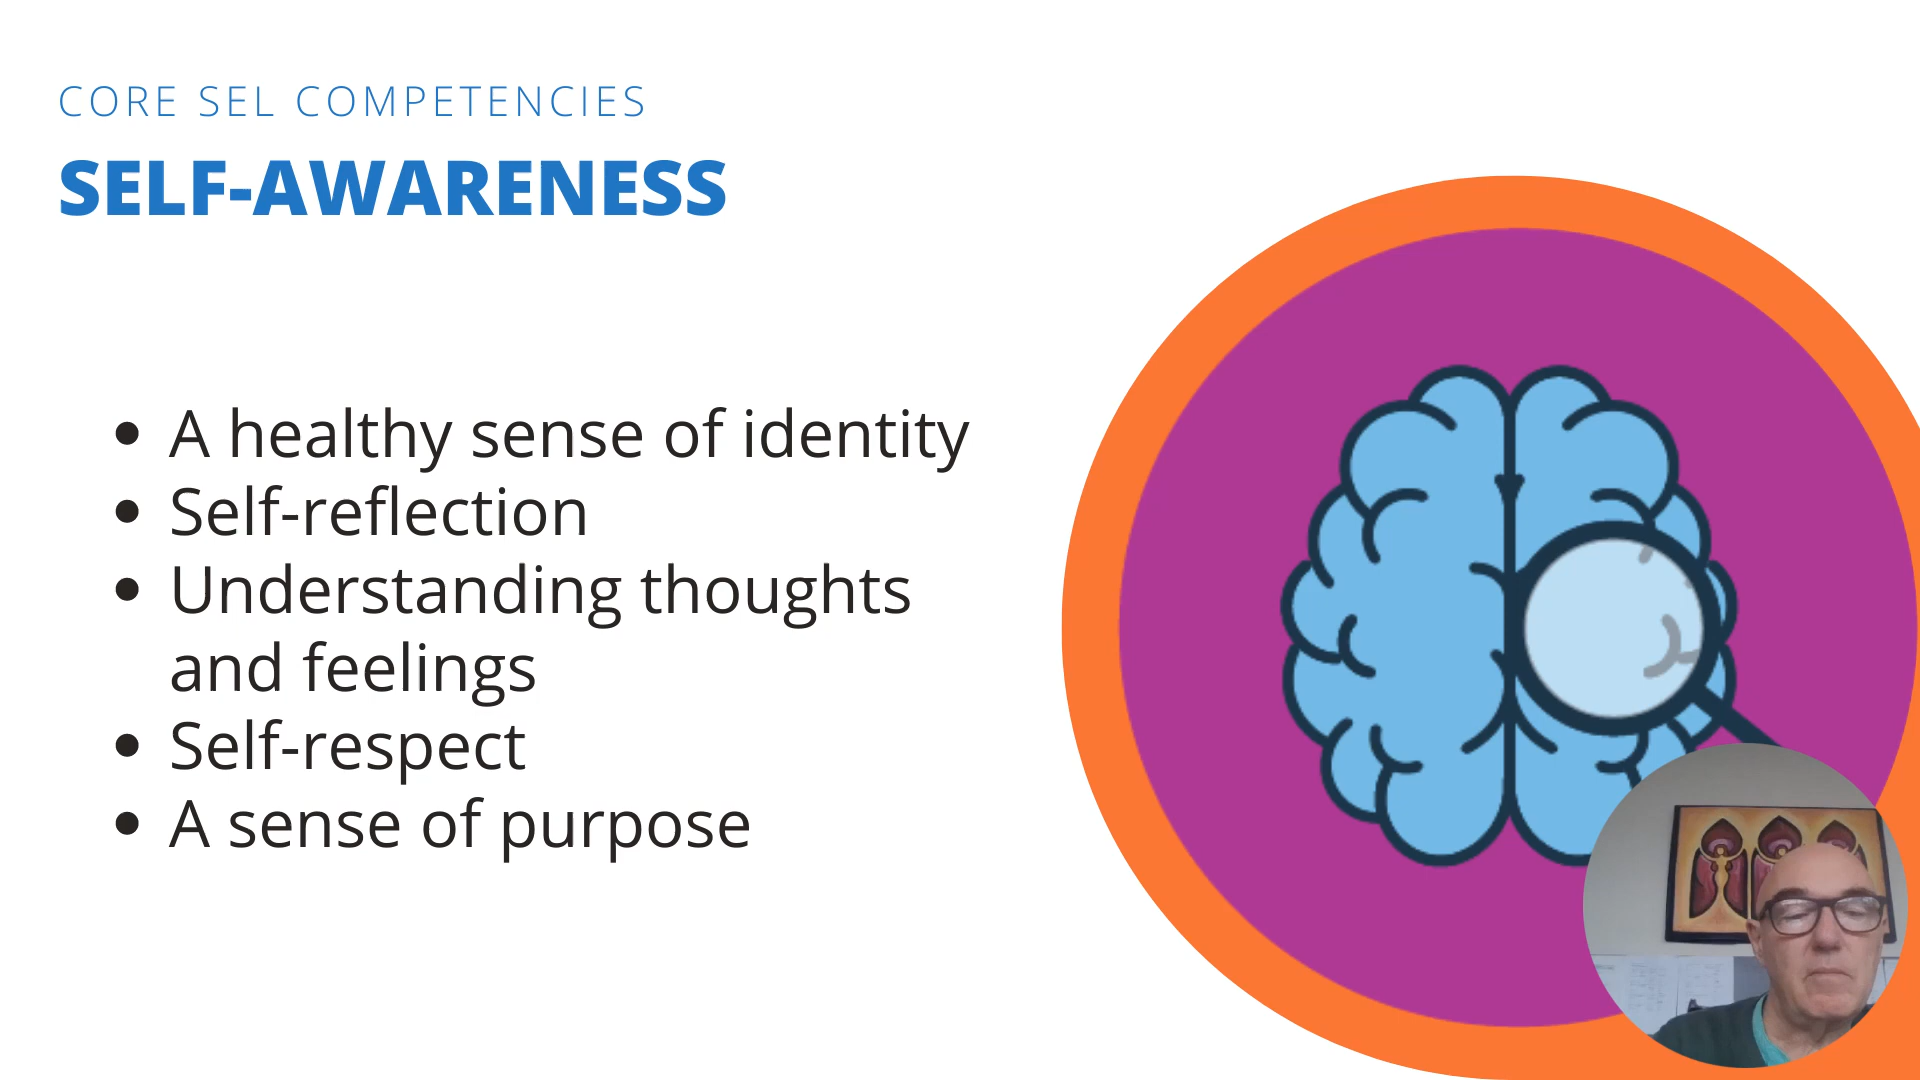 CORE SEL COMPETENCIES
SELF-AWARENESS
• A healthy sense of identity
• Self-reflection
• Understanding thoughts
and feelings
• Self-respect
• A sense of purpose